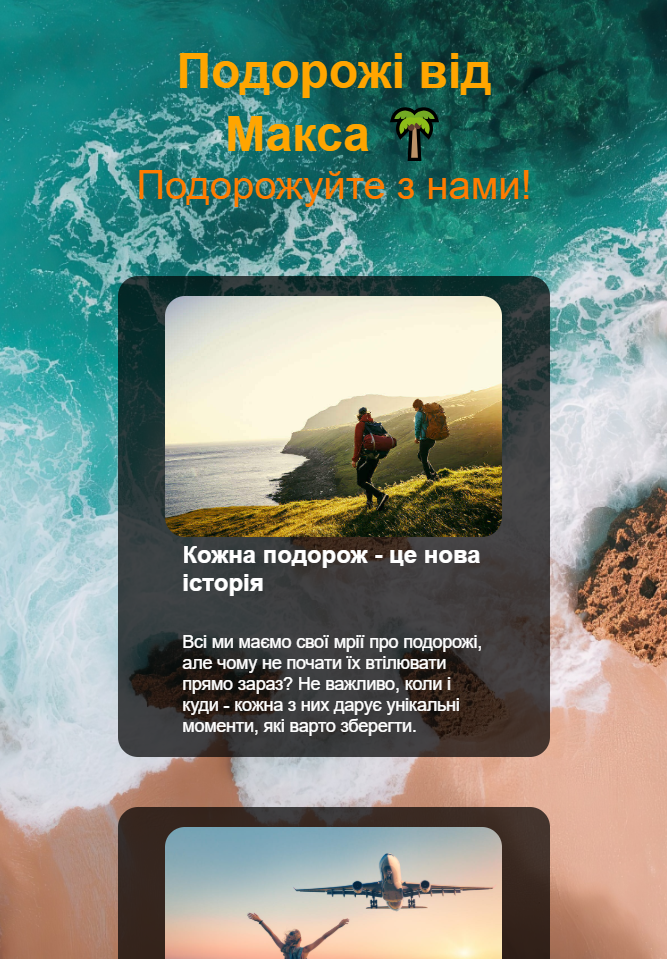 Подорожі від
Макса 🌴
Подорожуйте з нами!
Кожна подорож - це нова
історія
Всі ми маємо свої мрії про подорожі,
але чому не почати їх втілювати
прямо зараз? Не важливо, коли і
куди - кожна з них дарує унікальні
моменти, які варто зберегти.